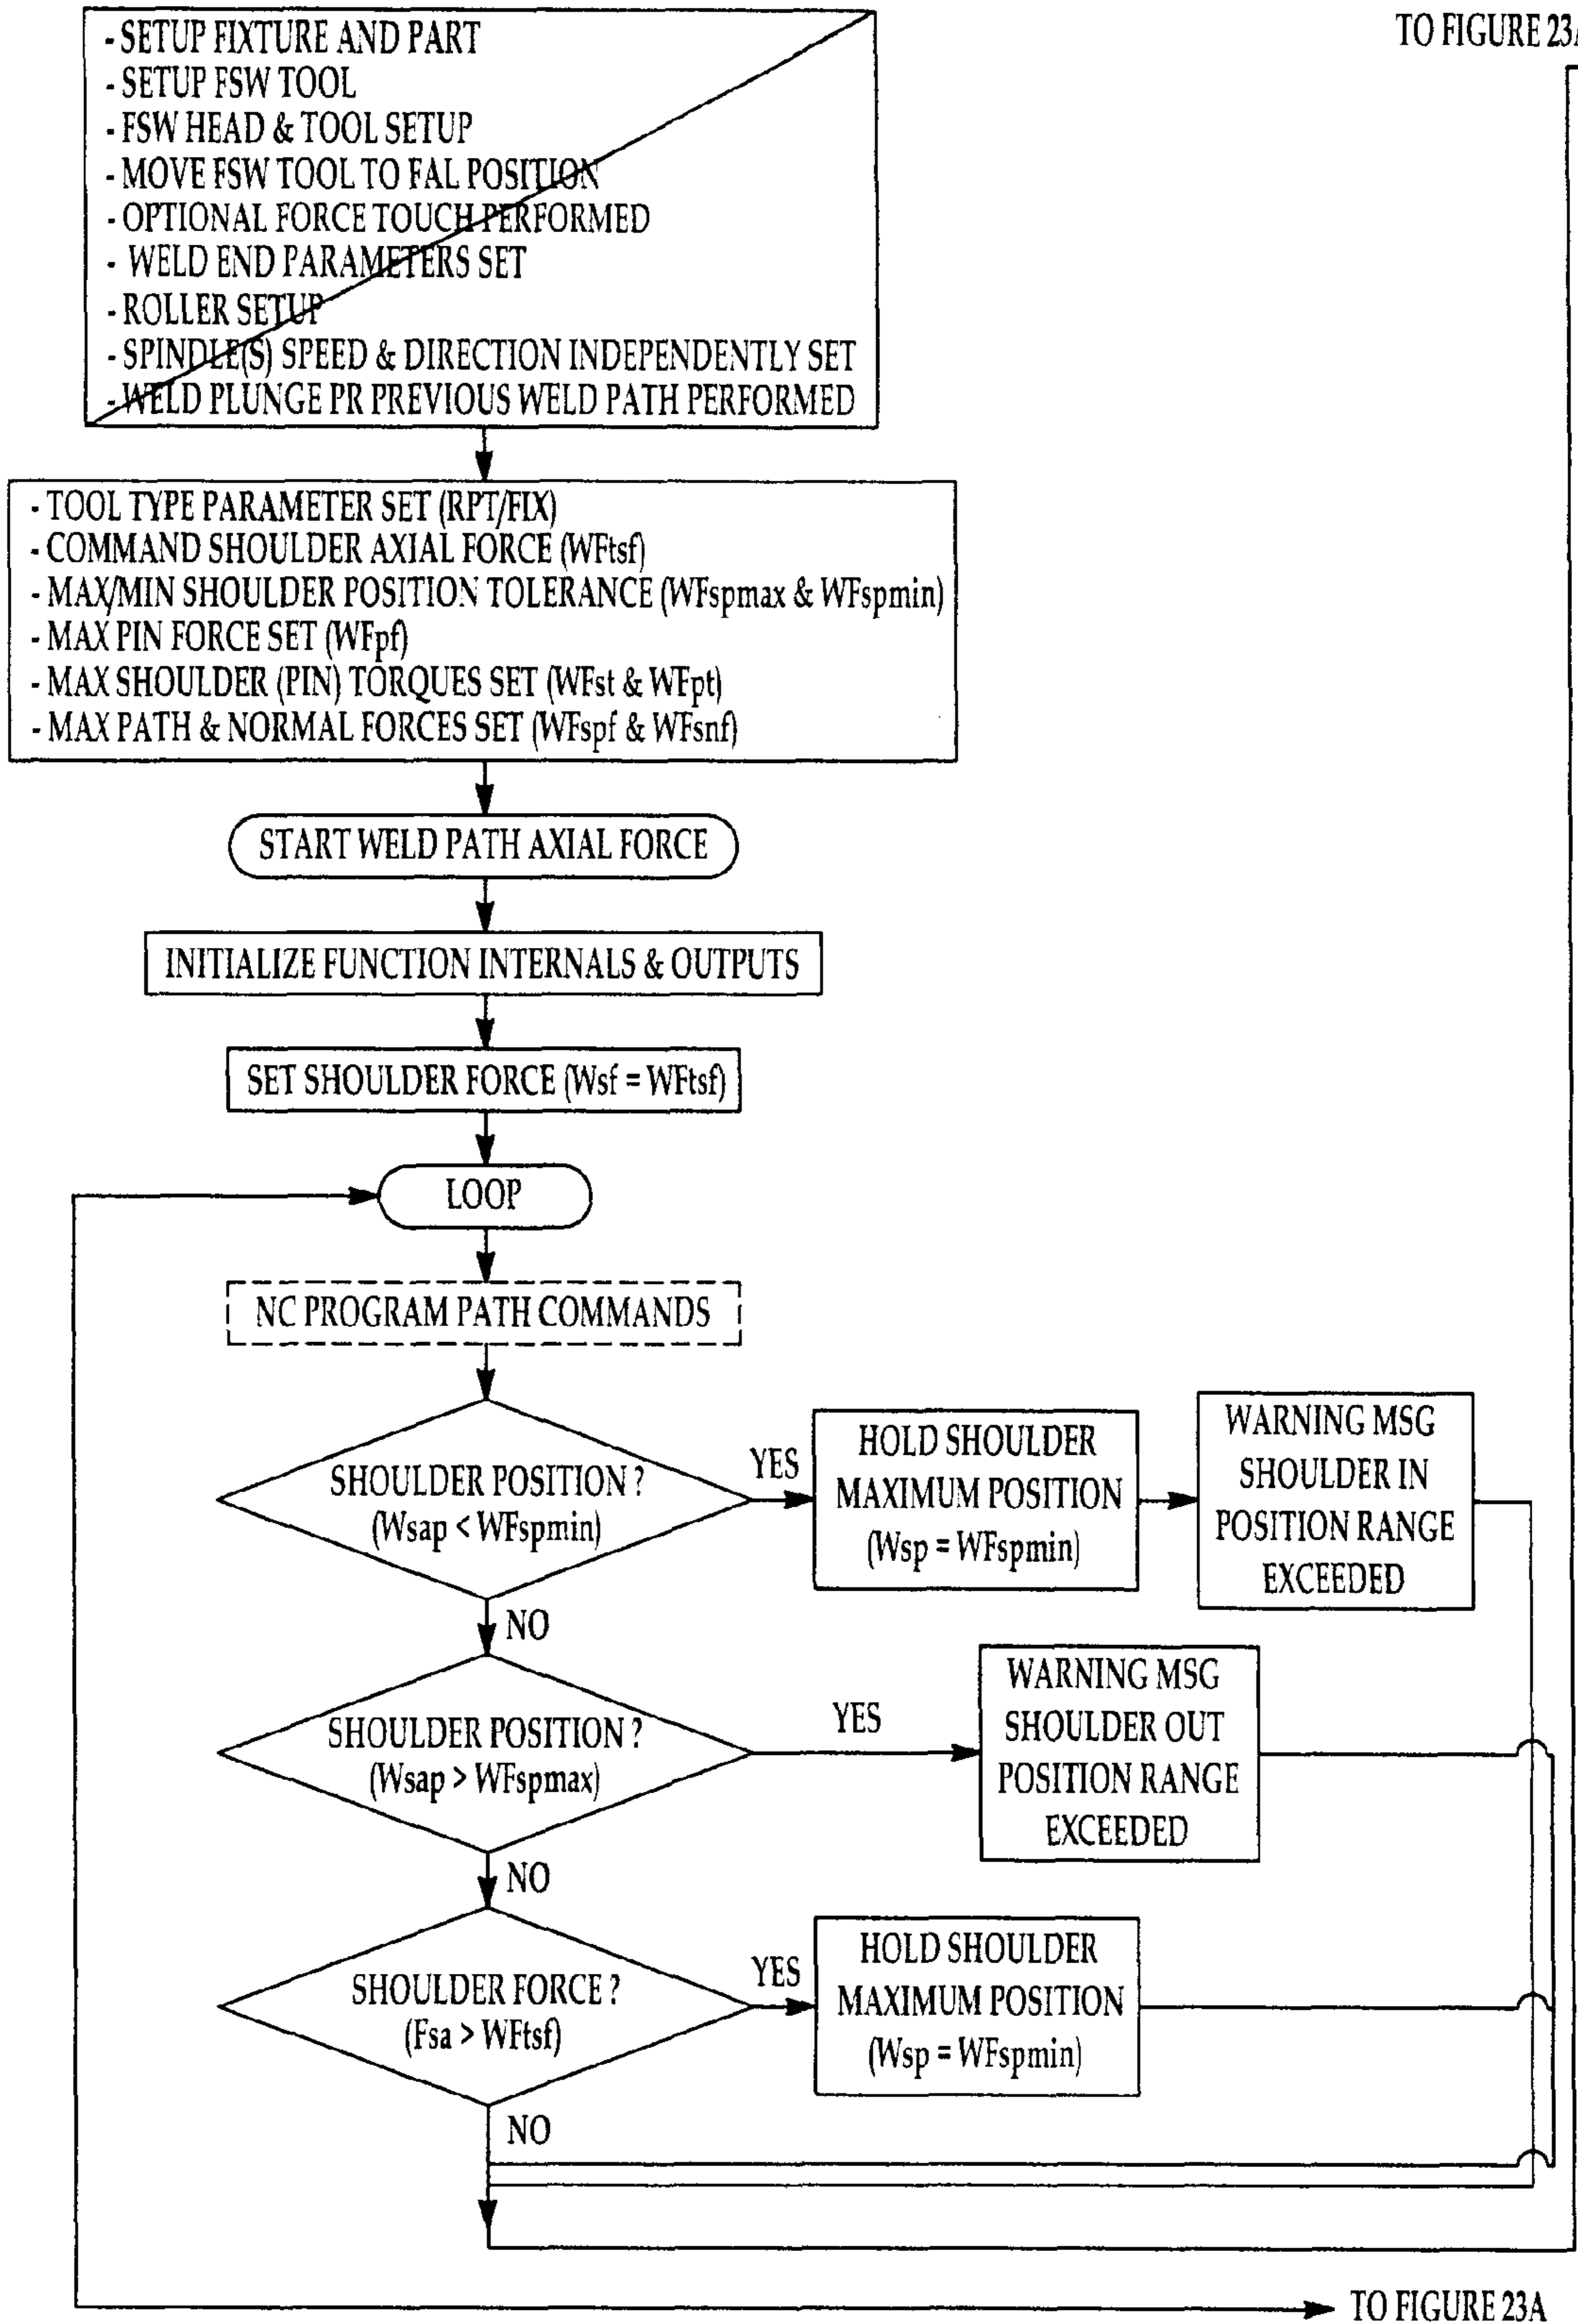 TO FIGURE 23A
- SETUP FIXTURE AND PART
- SETUP FSW TOOL
- FSW HEAD & TOOL SETUP
- MOVE FSW TOOL TO FAL POSITION
- OPTIONAL FORCE TOUCH PERFORMED
- WELD END PARAMETERS SET
- ROLLER SETUP
- SPINDLE(S) SPEED & DIRECTION INDEPENDENTLY SET
- WELD PLUNGE PR PREVIOUS WELD PATH PERFORMED
- TOOL TYPE PARAMETER SET (RPT/FIX)
- COMMAND SHOULDER AXIAL FORCE (WFtsf)
- MAX/MIN SHOULDER POSITION TOLERANCE (WFspmax & WFspmin)
- MAX PIN FORCE SET (WFpf)
- MAX SHOULDER (PIN) TORQUES SET (WFst & WFpt)
- MAX PATH & NORMAL FORCES SET (WFspf & WFsnf)
START WELD PATH AXIAL FORCE
INITIALIZE FUNCTION INTERNALS & OUTPUTS
SET SHOULDER FORCE (Wsf = WFtsf)
LOOP
NC PROGRAM PATH COMMANDS
SHOULDER POSITION ?
(Wsap < WFspmin)
YES
HOLD SHOULDER
MAXIMUM POSITION
(Wsp = WFspmin)
WARNING MSG
SHOULDER IN
POSITION RANGE
EXCEEDED
NO
SHOULDER POSITION ?
(Wsap > WFspmax)
YES
WARNING MSG
SHOULDER OUT
POSITION RANGE
EXCEEDED
NO
SHOULDER FORCE ?
(Fsa > WFtsf)
YES
HOLD SHOULDER
MAXIMUM POSITION
(Wsp = WFspmin)
NO
TO FIGURE 23A